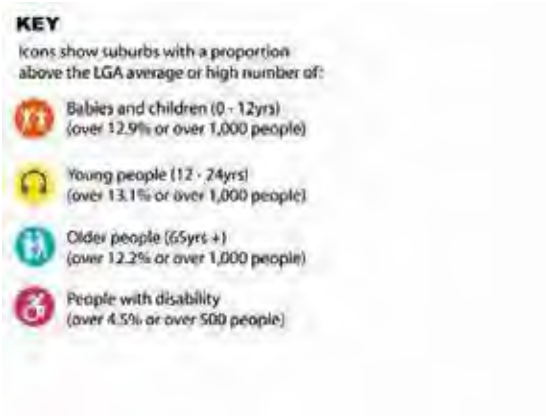 KEY
Icons show suburbs with a proportion
above the LGA average or high number of:
Babies and children (0 - 12yrs)
(over 12.9% or over 1,000 people)
Young people (12 - 24yrs)
(over 13.1% or over 1,000 people)
Older people (65yrs +)
(over 12.2% or over 1,000 people)
People with disability
(over 4.5% or over 500 people)